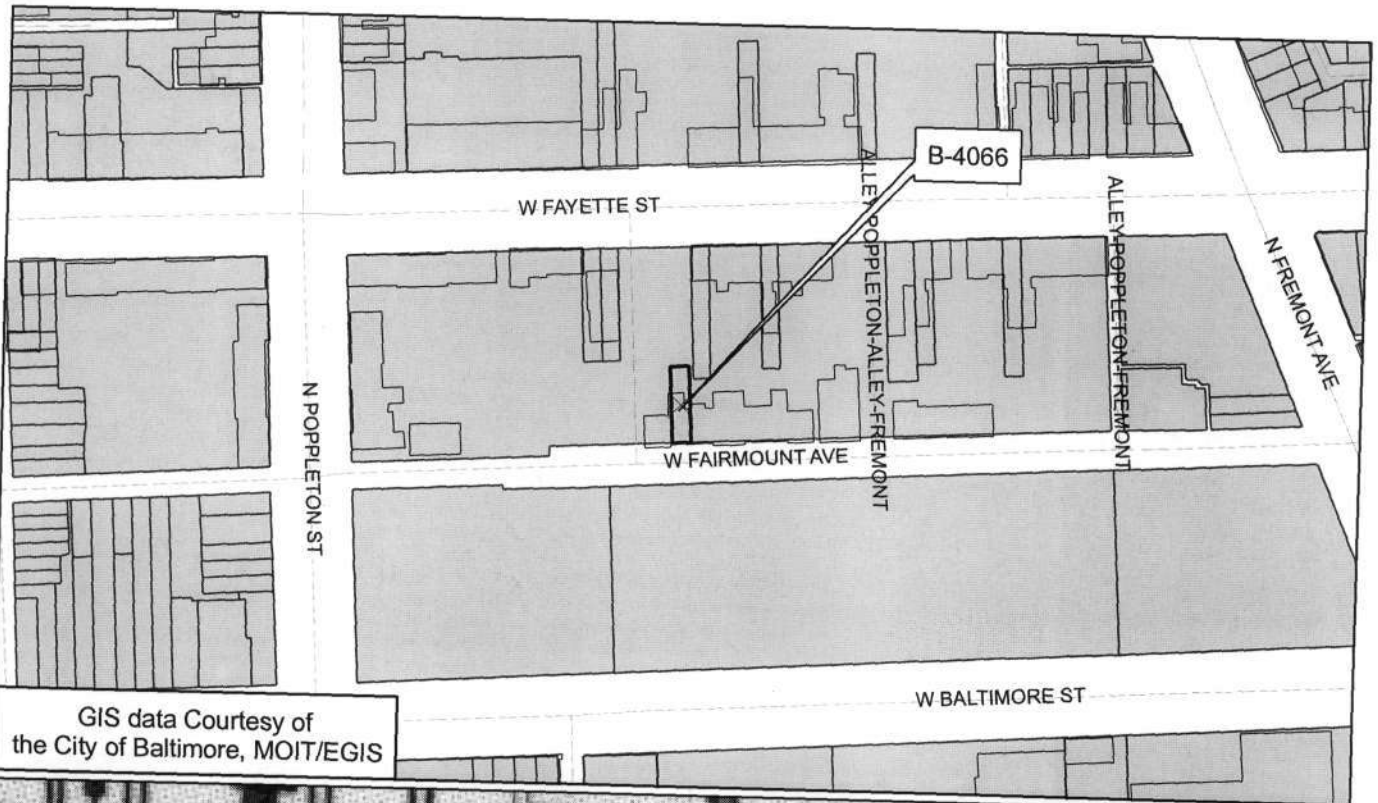 B-4066
W FAYETTE ST
ALLEY-POPPLETON-ALLEY-FREMONT
ALLEY-POPPLETON-FREMONT
N FREMONT AVE
N POPPLETON ST
W FAIRMOUNT AVE
W BALTIMORE ST
GIS data Courtesy of
the City of Baltimore, MOIT/EGIS